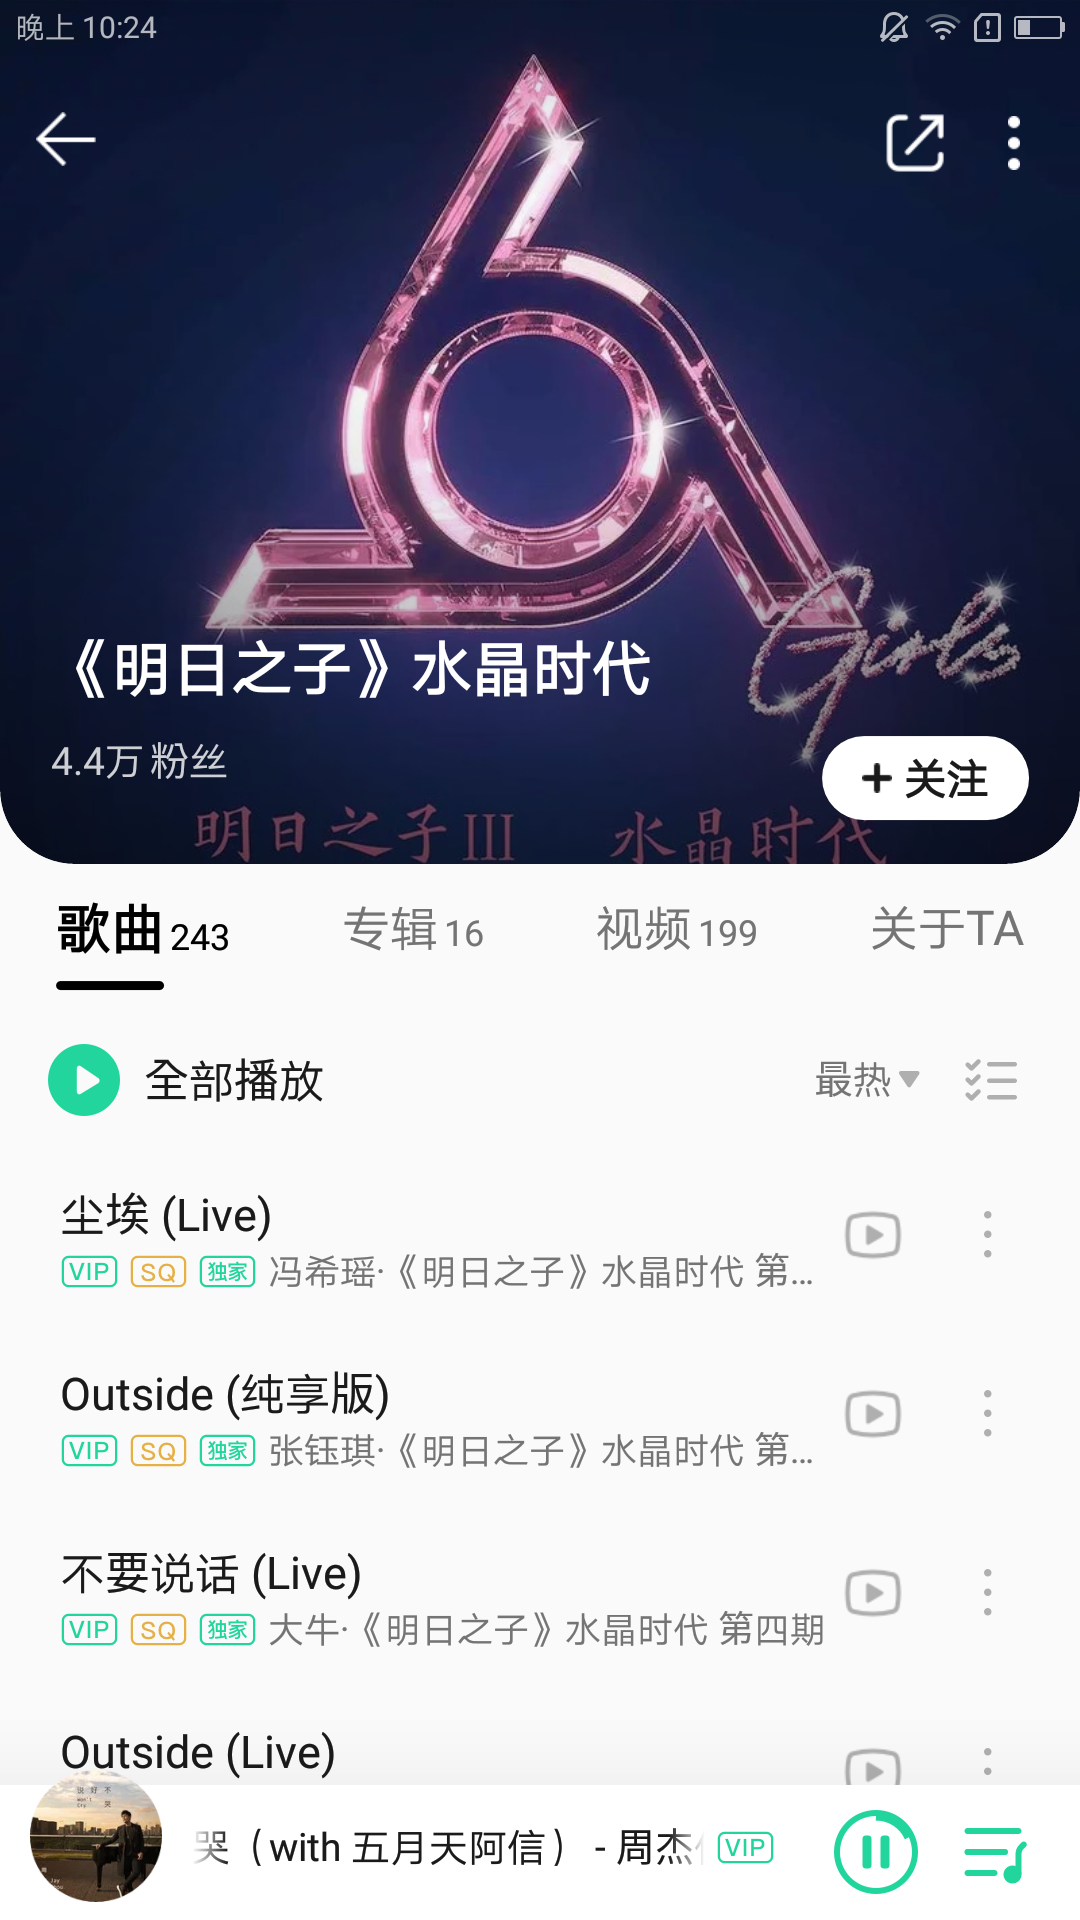 晚上 10:24
Girls
《明日之子》水晶时代
4.4万 粉丝
+ 关注
明日之子III 水晶时代
歌曲 243 专辑 16 视频 199 关于TA
全部播放 最热
尘埃 (Live)
VIP SQ 独家 冯希瑶·《明日之子》水晶时代 第...
Outside (纯享版)
VIP SQ 独家 张钰琪·《明日之子》水晶时代 第...
不要说话 (Live)
VIP SQ 独家 大牛·《明日之子》水晶时代 第四期
Outside (Live)
说好不哭
哭（with 五月天阿信）- 周杰 VIP